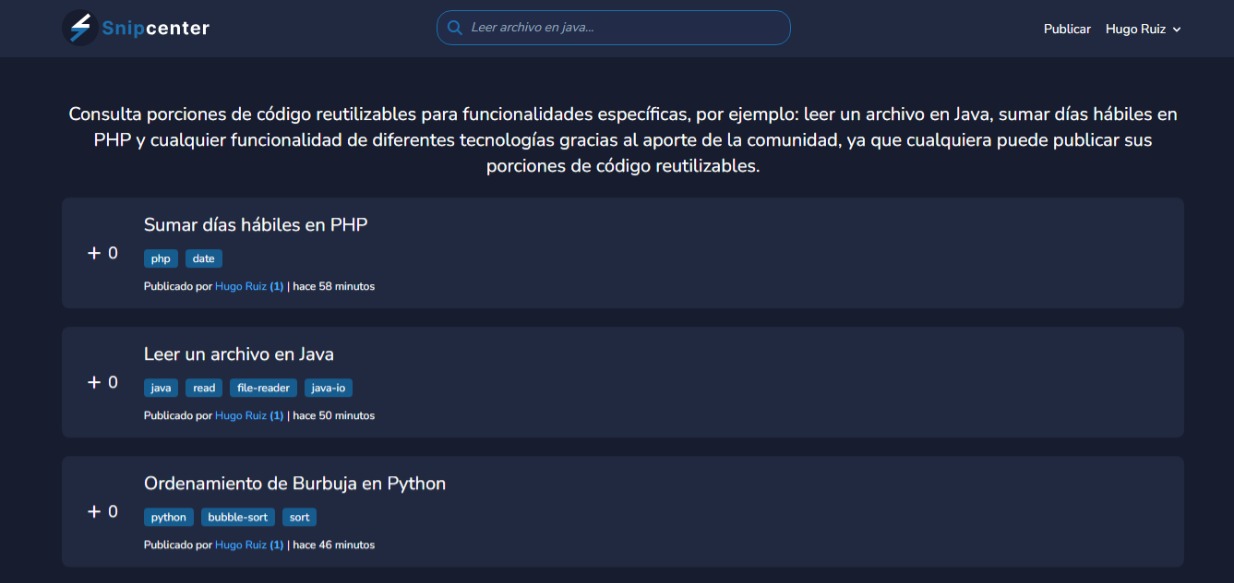 Snipcenter
Leer archivo en java...
Publicar Hugo Ruiz
Consulta porciones de código reutilizables para funcionalidades específicas, por ejemplo: leer un archivo en Java, sumar días hábiles en
PHP y cualquier funcionalidad de diferentes tecnologías gracias al aporte de la comunidad, ya que cualquiera puede publicar sus
porciones de código reutilizables.
Sumar días hábiles en PHP
+ 0
php date
Publicado por Hugo Ruiz (1) | hace 58 minutos
Leer un archivo en Java
+ 0
java read file-reader java-io
Publicado por Hugo Ruiz (1) | hace 50 minutos
Ordenamiento de Burbuja en Python
+ 0
python bubble-sort sort
Publicado por Hugo Ruiz (1) | hace 46 minutos